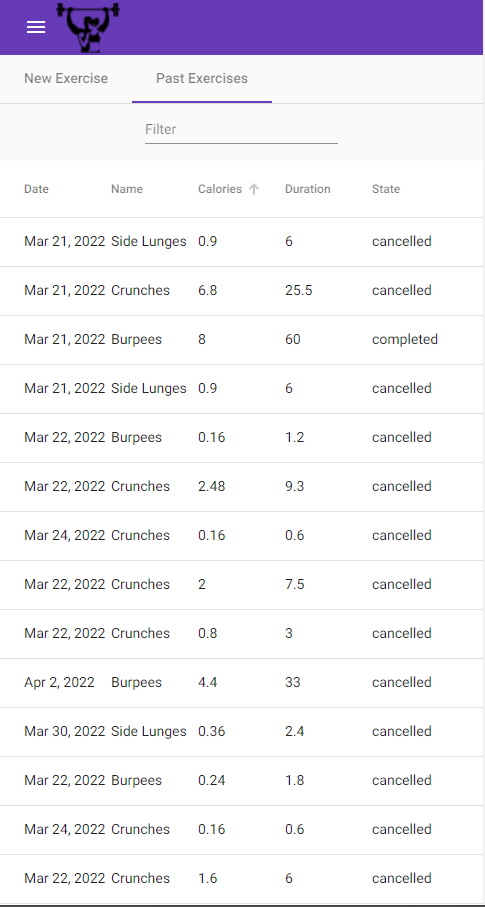 New Exercise Past Exercises
Filter
Date Name Calories Duration State
Mar 21, 2022 Side Lunges 0.9 6 cancelled
Mar 21, 2022 Crunches 6.8 25.5 cancelled
Mar 21, 2022 Burpees 8 60 completed
Mar 21, 2022 Side Lunges 0.9 6 cancelled
Mar 22, 2022 Burpees 0.16 1.2 cancelled
Mar 22, 2022 Crunches 2.48 9.3 cancelled
Mar 24, 2022 Crunches 0.16 0.6 cancelled
Mar 22, 2022 Crunches 2 7.5 cancelled
Mar 22, 2022 Crunches 0.8 3 cancelled
Apr 2, 2022 Burpees 4.4 33 cancelled
Mar 30, 2022 Side Lunges 0.36 2.4 cancelled
Mar 22, 2022 Burpees 0.24 1.8 cancelled
Mar 24, 2022 Crunches 0.16 0.6 cancelled
Mar 22, 2022 Crunches 1.6 6 cancelled